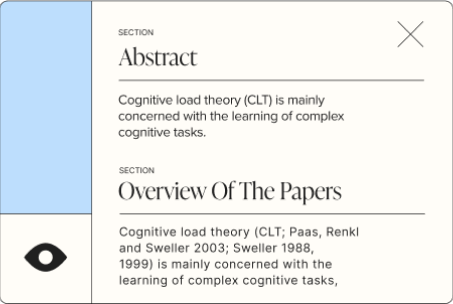 SECTION
Abstract
Cognitive load theory (CLT) is mainly
concerned with the learning of complex
cognitive tasks.
SECTION
Overview Of The Papers
Cognitive load theory (CLT; Paas, Renkl
and Sweller 2003; Sweller 1988,
1999) is mainly concerned with the
learning of complex cognitive tasks,